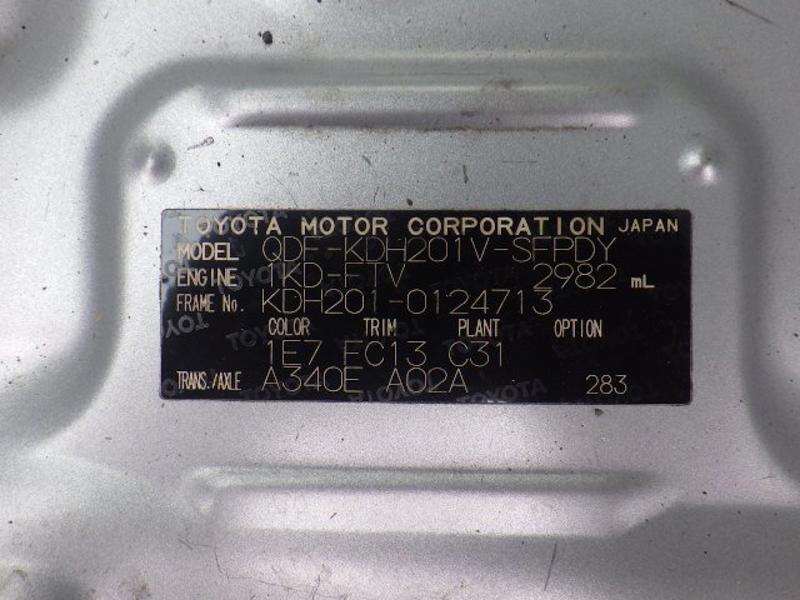 TOYOTA MOTOR CORPORATION JAPAN
MODEL QDF-KDH201V-SFPDY
ENGINE 1KD-FTV 2982 mL
FRAME No. KDH201-0124713
COLOR TRIM PLANT OPTION
1E7 FC13 C31
TRANS./AXLE A340E A02A 283